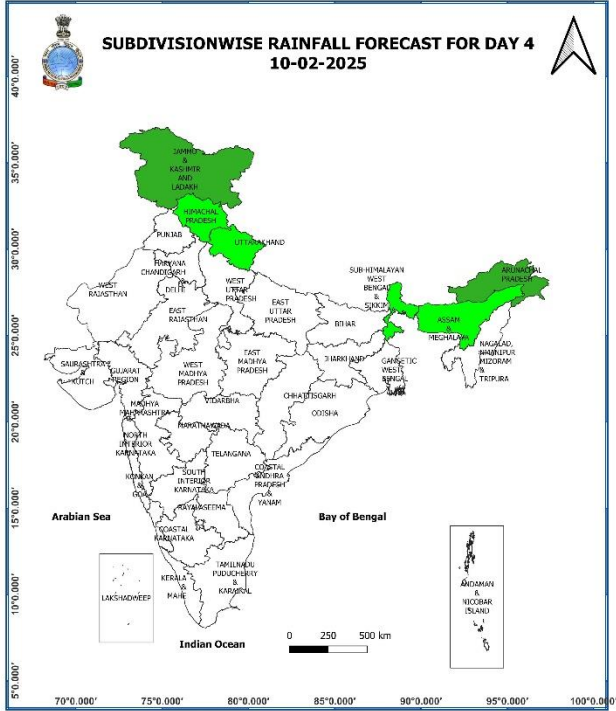 SUBDIVISIONWISE RAINFALL FORECAST FOR DAY 4
10-02-2025
40°0.000'
35°0.000'
30°0.000'
25°0.000'
20°0.000'
15°0.000'
10°0.000'
5°0.000'
JAMMU
&
KASHMIR
AND
LADAKH
HIMACHAL
PRADESH
PUNJAB
UTTARAKHAND
HARYANA
CHANDIGARH
&
DELHI
WEST
RAJASTHAN
WEST
UTTAR
PRADESH
EAST
UTTAR
PRADESH
EAST
RAJASTHAN
SUB-HIMALAYAN
WEST
BENGAL
&
SIKKIM
ARUNACHAL
PRADESH
ASSAM
&
MEGHALAYA
NAGALAD,
MANIPUR
MIZORAM
&
TRIPURA
BIHAR
JHARKHAND
GANGETIC
WEST
BENGAL
SAURASHTRA
&
KUTCH
GUJARAT
REGION
WEST
MADHYA
PRADESH
EAST
MADHYA
PRADESH
CHHATTISGARH
ODISHA
VIDARBHA
MADHYA
MAHARASHTRA
MARATHAWADA
NORTH
INTERIOR
KARNATAKA
TELANGANA
KONKAN
&
GOA
SOUTH
INTERIOR
KARNATAKA
COASTAL
ANDHRA
PRADESH
&
YANAM
RAYALASEEMA
COASTAL
KARNATAKA
Arabian Sea
Bay of Bengal
LAKSHADWEEP
KERALA
&
MAHE
TAMILNADU
PUDUCHERRY
&
KARAIKAL
ANDAMAN
&
NICOBAR
ISLAND
Indian Ocean
0 250 500 km
70°0.000' 75°0.000' 80°0.000' 85°0.000' 90°0.000' 95°0.000' 100°0.000'